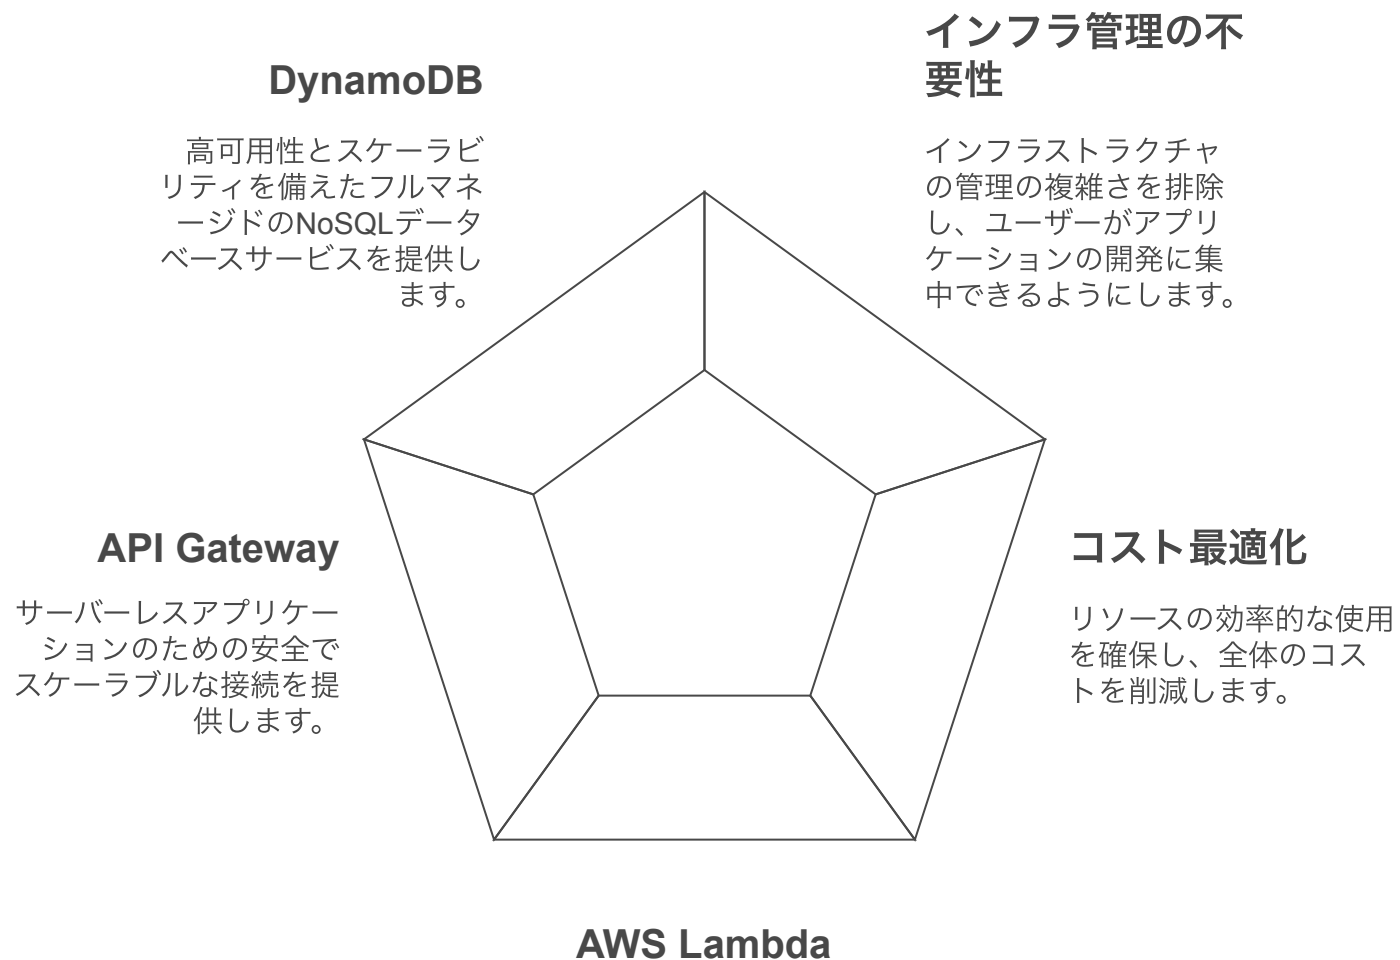 DynamoDB
高可用性とスケーラビ
リティを備えたフルマネ
ージドのNoSQLデータ
ベースサービスを提供し
ます。
インフラ管理の不
要性
インフラストラクチャ
の管理の複雑さを排除
し、ユーザーがアプリ
ケーションの開発に集
中できるようにします。
API Gateway
サーバーレスアプリケー
ションのための安全で
スケーラブルな接続を提
供します。
コスト最適化
リソースの効率的な使用
を確保し、全体のコス
トを削減します。
AWS Lambda